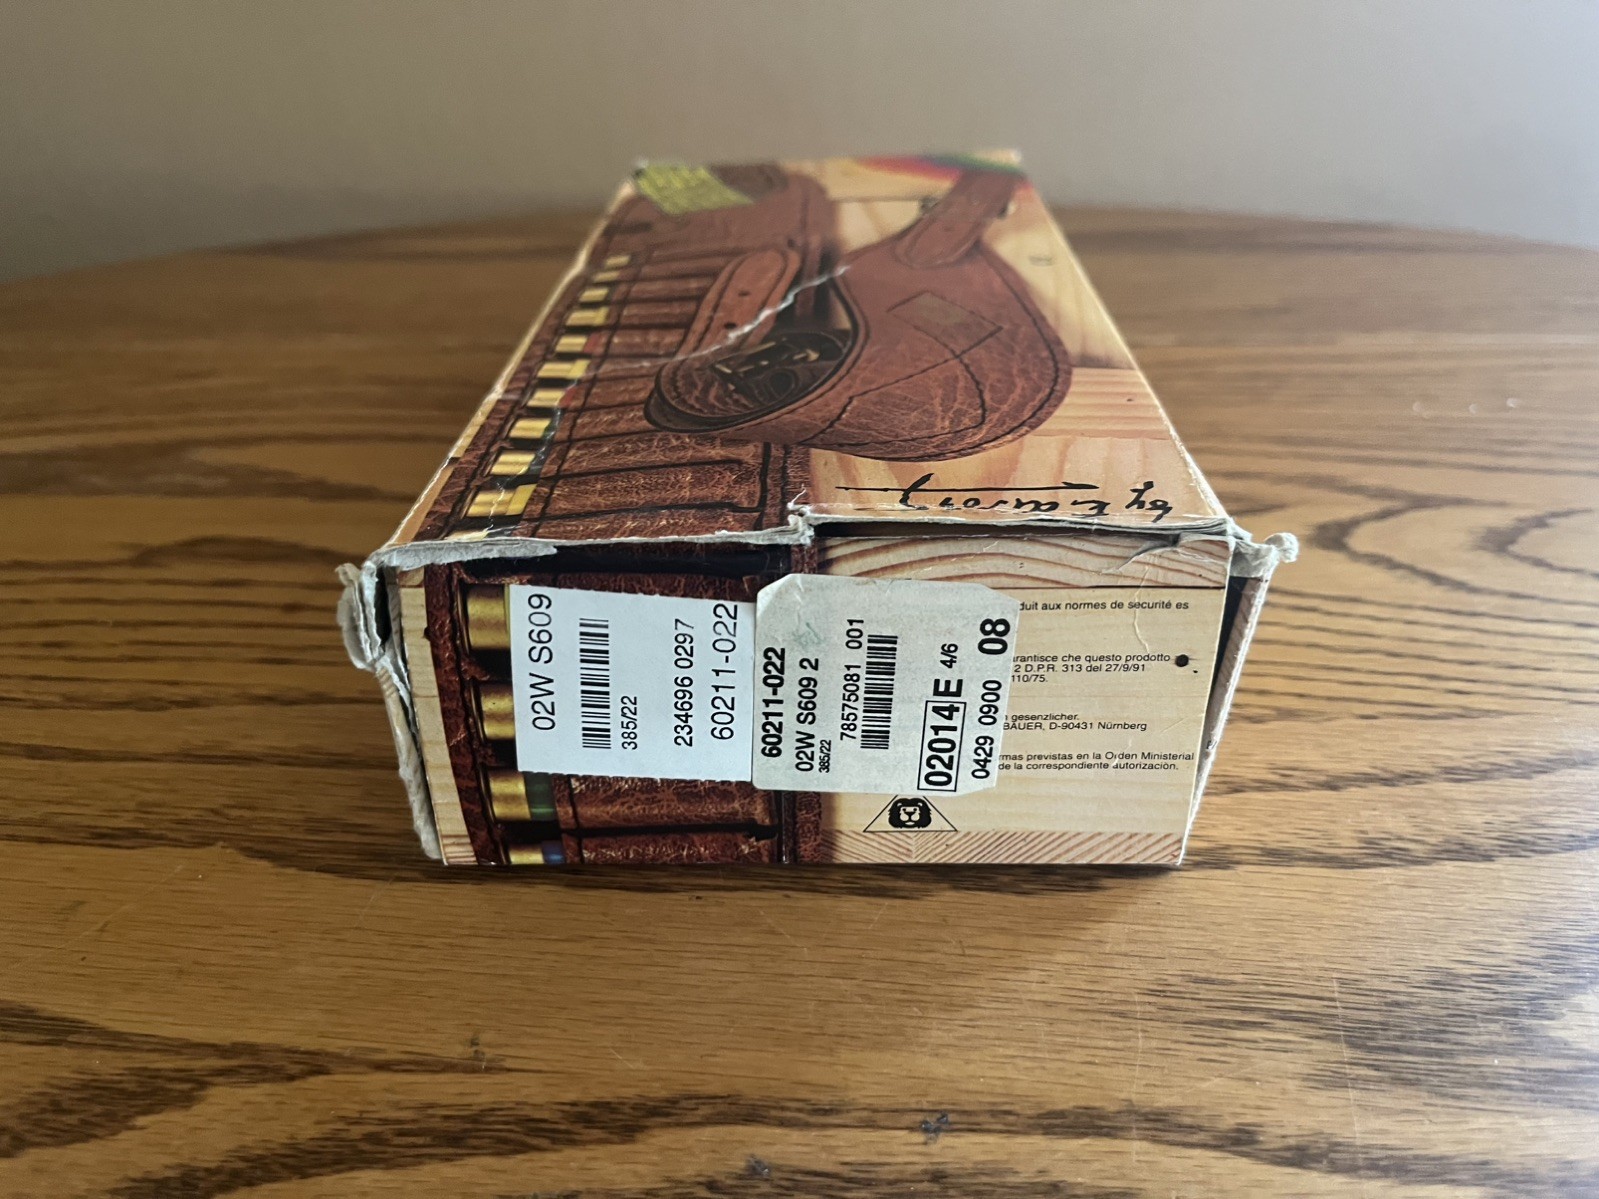 by
02W S609
385/22
234696 0297
60211-022
60211-022
02W S609 2
385/22
78575081 001
02014 E 4/6
0429 0900 08
duit aux normes de sécurité es
arantisce che questo prodotto
2 D.P.R. 313 del 27/9/91
110/75.
gesenzlicher.
BAUER, D-90431 Nürnberg
rmas previstas en la Orden Ministerial
de la correspondiente autorización.